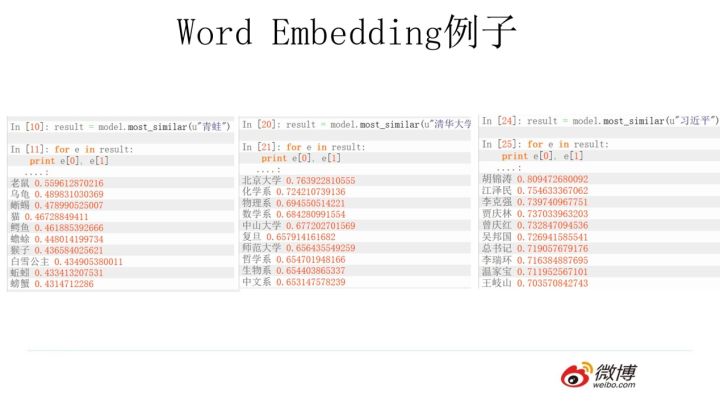 Word Embedding例子
In [10]: result = model.most_similar(u"青蛙")
In [11]: for e in result:
print e[0], e[1]
....:
老鼠 0.559612870216
乌龟 0.489831030369
蜥蜴 0.478990525007
猫 0.46728849411
鳄鱼 0.461885392666
蟾蜍 0.448014199734
猴子 0.436584025621
白雪公主 0.434905380011
蚯蚓 0.433413207531
螃蟹 0.4314712286
In [20]: result = model.most_similar(u"清华大学
In [21]: for e in result:
print e[0], e[1]
....:
北京大学 0.763922810555
化学系 0.724210739136
物理系 0.694550514221
数学系 0.684280991554
中山大学 0.677202701569
复旦 0.657914161682
师范大学 0.656435549259
哲学系 0.654701948166
生物系 0.654403865337
中文系 0.653147578239
In [24]: result = model.most_similar(u"习近平")
In [25]: for e in result:
print e[0], e[1]
....:
胡锦涛 0.809472680092
江泽民 0.754633367062
李克强 0.739740967751
贾庆林 0.737033963203
曾庆红 0.732847094536
吴邦国 0.726941585541
总书记 0.719057679176
李瑞环 0.716384887695
温家宝 0.711952567101
王岐山 0.703570842743
微博
weibo.com